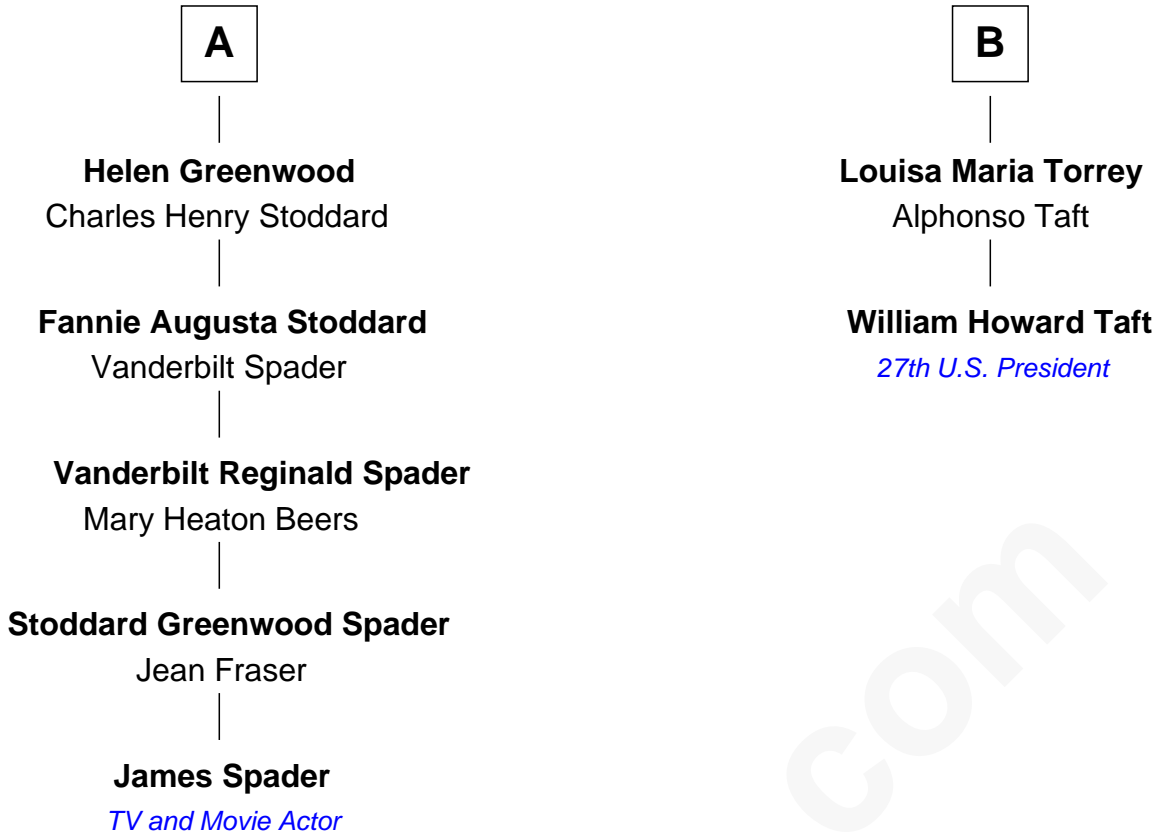 A
Helen Greenwood
Charles Henry Stoddard
Fannie Augusta Stoddard
Vanderbilt Spader
Vanderbilt Reginald Spader
Mary Heaton Beers
Stoddard Greenwood Spader
Jean Fraser
James Spader
TV and Movie Actor
B
Louisa Maria Torrey
Alphonso Taft
William Howard Taft
27th U.S. President
com